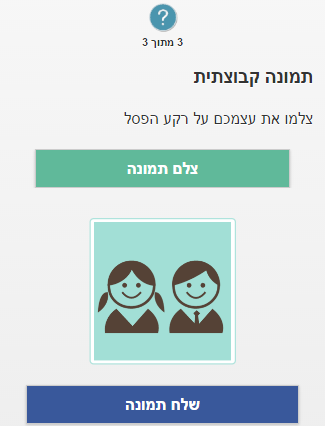 ?
3 מתוך 3
תמונה קבוצתית
צלמו את עצמכם על רקע הפסל
צלם תמונה
שלח תמונה